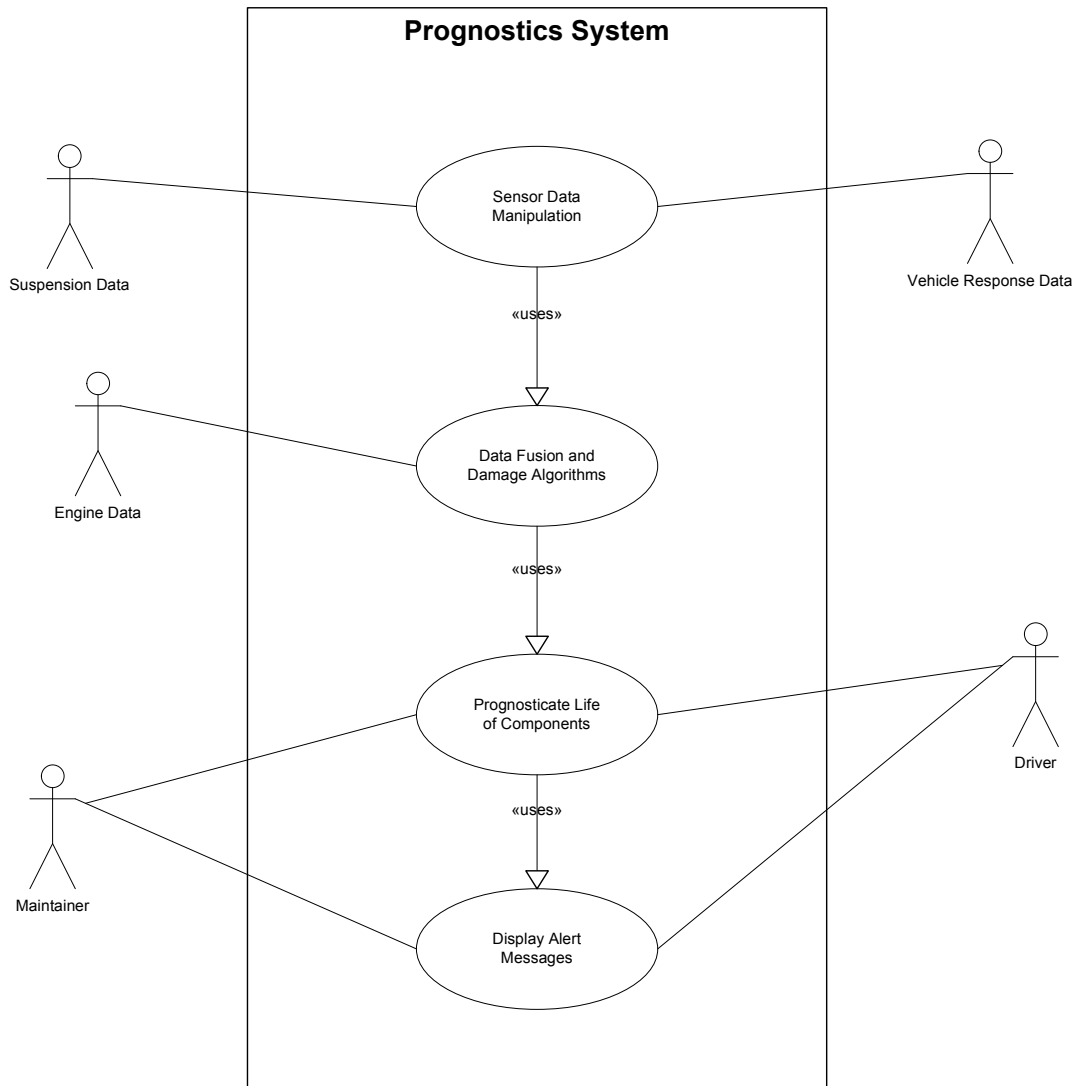 Prognostics System
Sensor Data
Manipulation
Suspension Data
Vehicle Response Data
«uses»
Data Fusion and
Damage Algorithms
Engine Data
«uses»
Prognosticate Life
of Components
Driver
«uses»
Maintainer
Display Alert
Messages